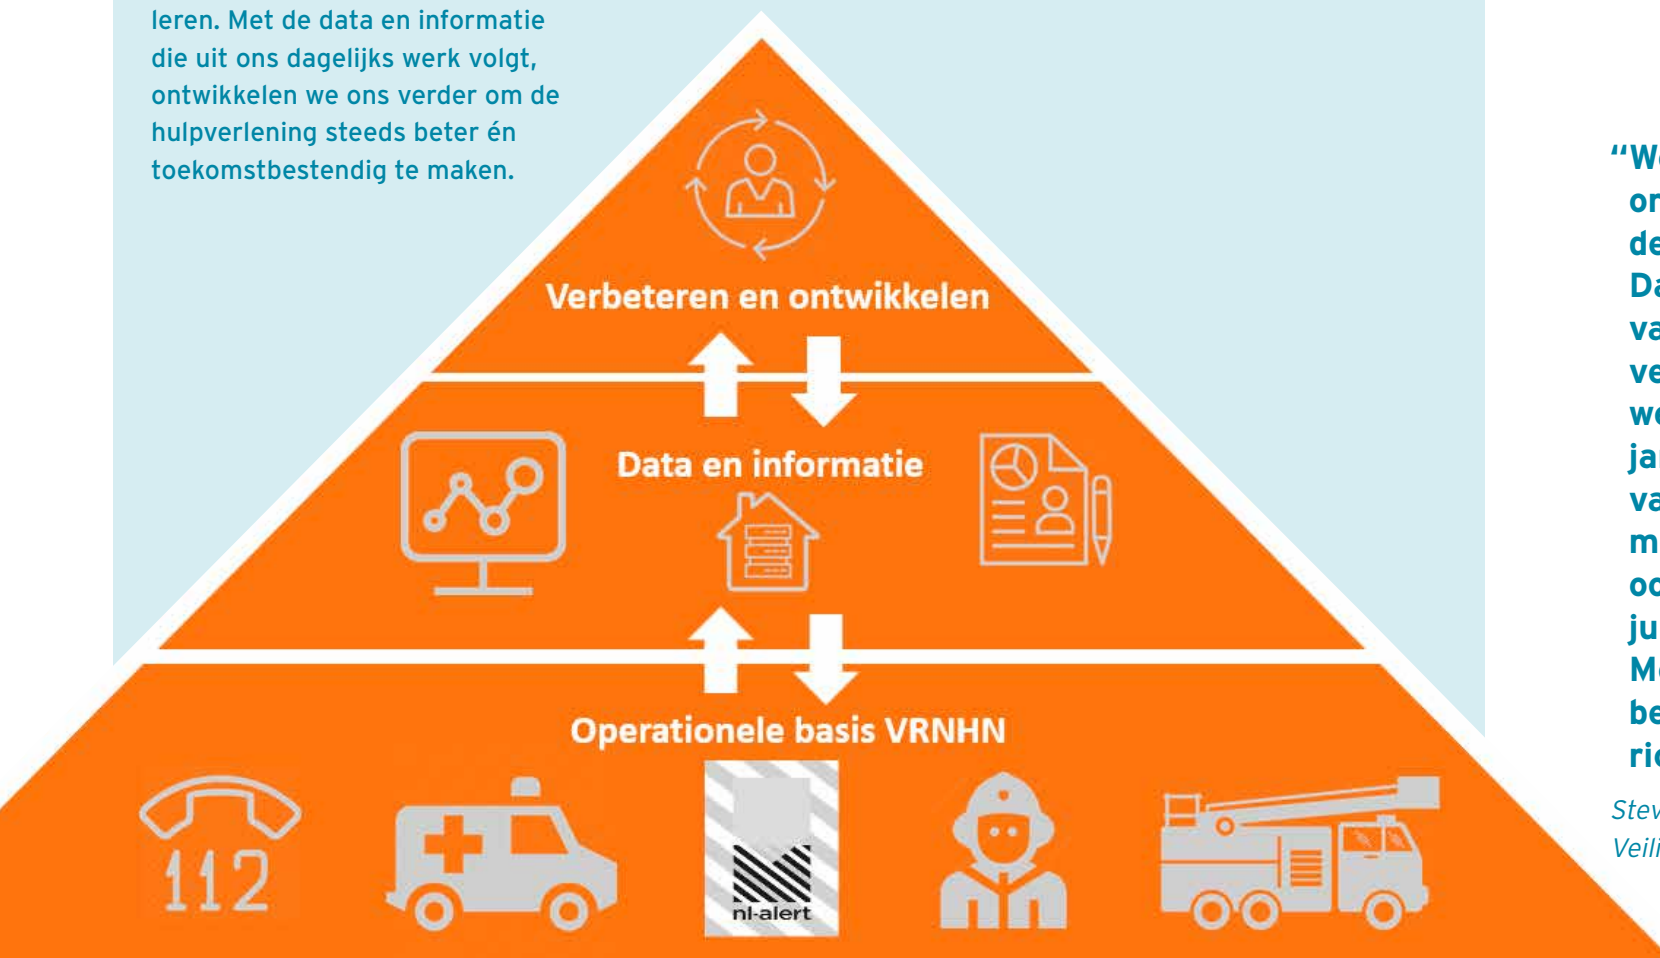 leren. Met de data en informatie
die uit ons dagelijks werk volgt,
ontwikkelen we ons verder om de
hulpverlening steeds beter én
toekomstbestendig te maken.
Verbeteren en ontwikkelen
Data en informatie
Operationele basis VRNHN
112
nl-alert